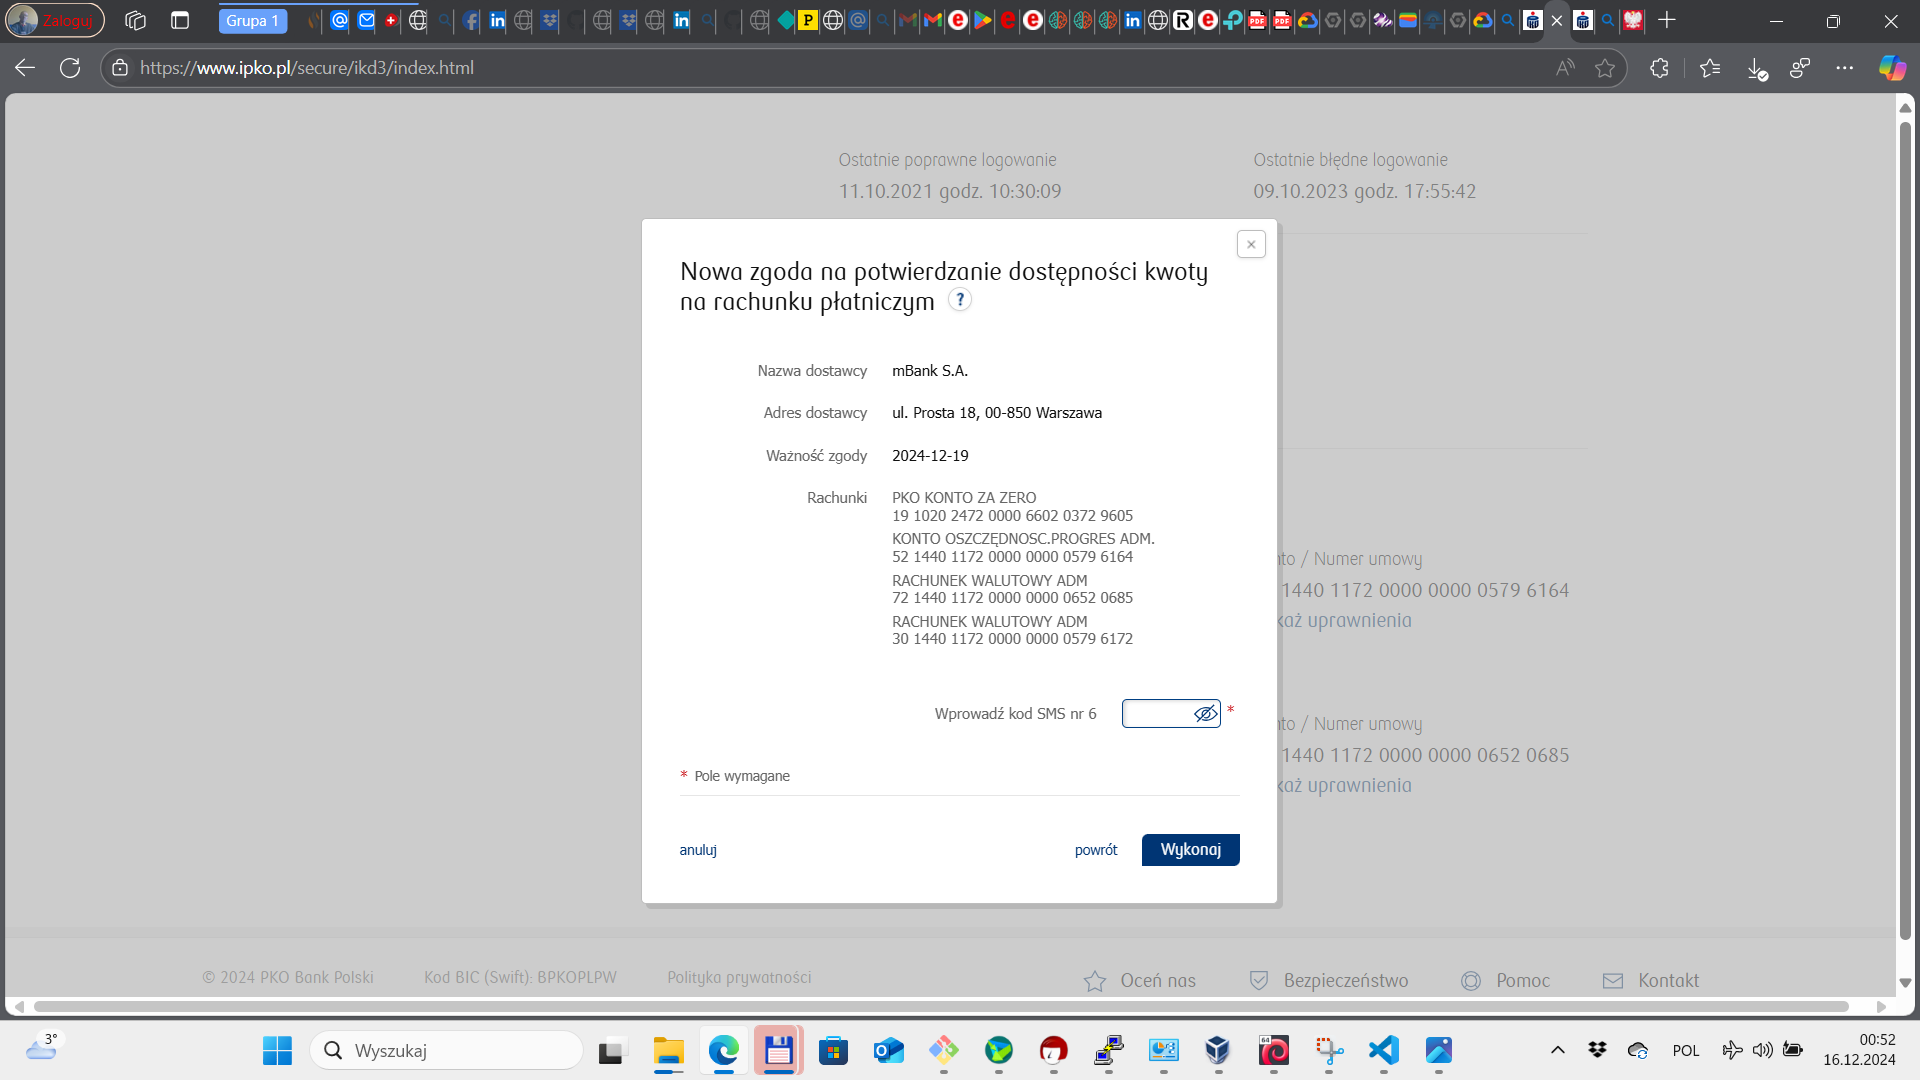 Zaloguj
Grupa 1
https://www.ipko.pl/secure/ikd3/index.html
Ostatnie poprawne logowanie
11.10.2021 godz. 10:30:09
Ostatnie błędne logowanie
09.10.2023 godz. 17:55:42
Nowa zgoda na potwierdzanie dostępności kwoty
na rachunku płatniczym ?
Nazwa dostawcy mBank S.A.
Adres dostawcy ul. Prosta 18, 00-850 Warszawa
Ważność zgody 2024-12-19
Rachunki PKO KONTO ZA ZERO
19 1020 2472 0000 6602 0372 9605
KONTO OSZCZĘDNOSC.PROGRES ADM.
52 1440 1172 0000 0000 0579 6164
RACHUNEK WALUTOWY ADM
72 1440 1172 0000 0000 0652 0685
RACHUNEK WALUTOWY ADM
30 1440 1172 0000 0000 0579 6172
nto / Numer umowy
1440 1172 0000 0000 0579 6164
każ uprawnienia
nto / Numer umowy
1440 1172 0000 0000 0652 0685
każ uprawnienia
Wprowadź kod SMS nr 6 *
* Pole wymagane
anuluj
powrót
Wykonaj
© 2024 PKO Bank Polski
Kod BIC (Swift): BPKOPLPW
Polityka prywatności
Oceń nas
Bezpieczeństwo
Pomoc
Kontakt
3°
Wyszukaj
POL
00:52
16.12.2024